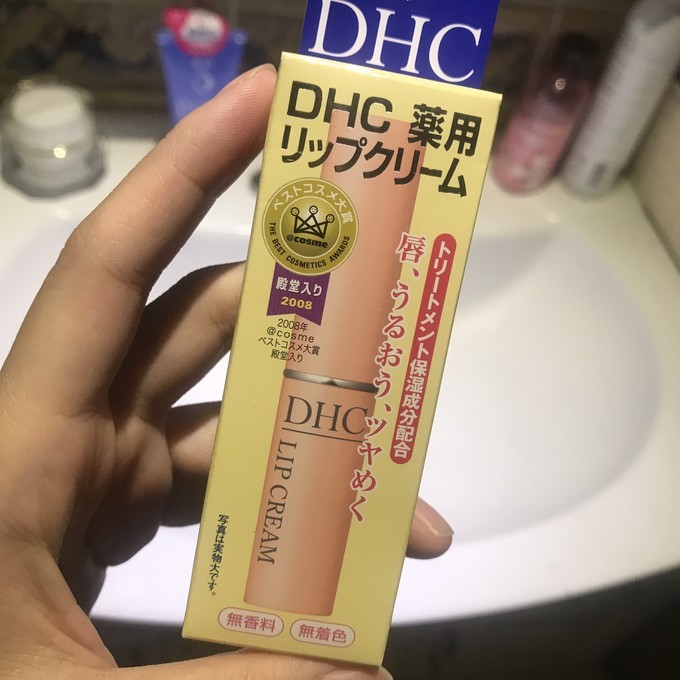 DHC
DHC 薬用
リップクリーム
ベストコスメ大賞
@cosme
THE BEST COSMETICS AWARDS
殿堂入り
2008
2008年
@cosme
ベストコスメ大賞
殿堂入り
トリートメント保湿成分配合
唇、うるおう、ツヤめく
DHC
LIP CREAM
写真は実物大です。
無香料
無着色